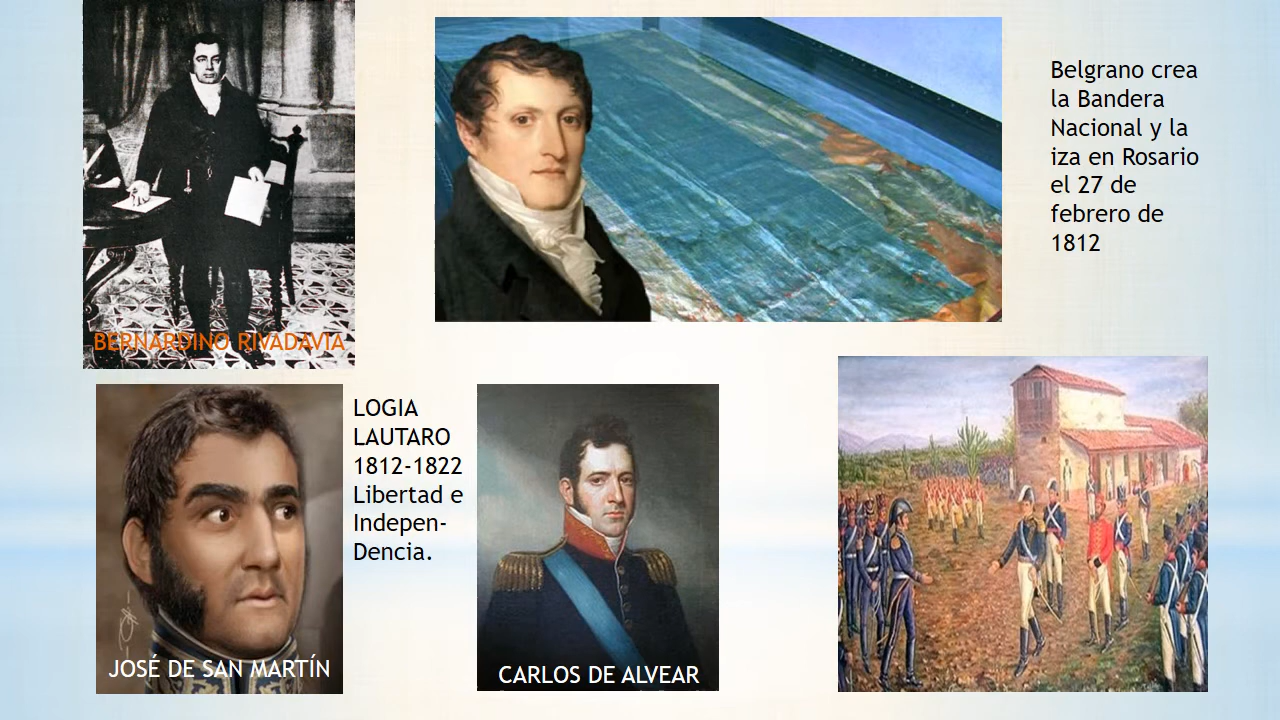 BERNARDINO RIVADAVIA
Belgrano crea
la Bandera
Nacional y la
iza en Rosario
el 27 de
febrero de
1812
JOSÉ DE SAN MARTÍN
LOGIA
LAUTARO
1812-1822
Libertad e
Indepen-
Dencia.
CARLOS DE ALVEAR